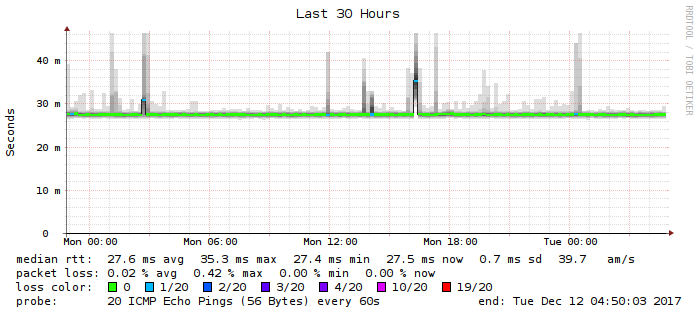 Last 30 Hours
RRDTOOL / TOBI OETIKER
Seconds
40 m
30 m
20 m
10 m
0
Mon 00:00 Mon 06:00 Mon 12:00 Mon 18:00 Tue 00:00
median rtt: 27.6 ms avg 35.3 ms max 27.4 ms min 27.5 ms now 0.7 ms sd 39.7 am/s
packet loss: 0.02 % avg 0.42 % max 0.00 % min 0.00 % now
loss color: 0 1/20 2/20 3/20 4/20 10/20 19/20
probe: 20 ICMP Echo Pings (56 Bytes) every 60s end: Tue Dec 12 04:50:03 2017